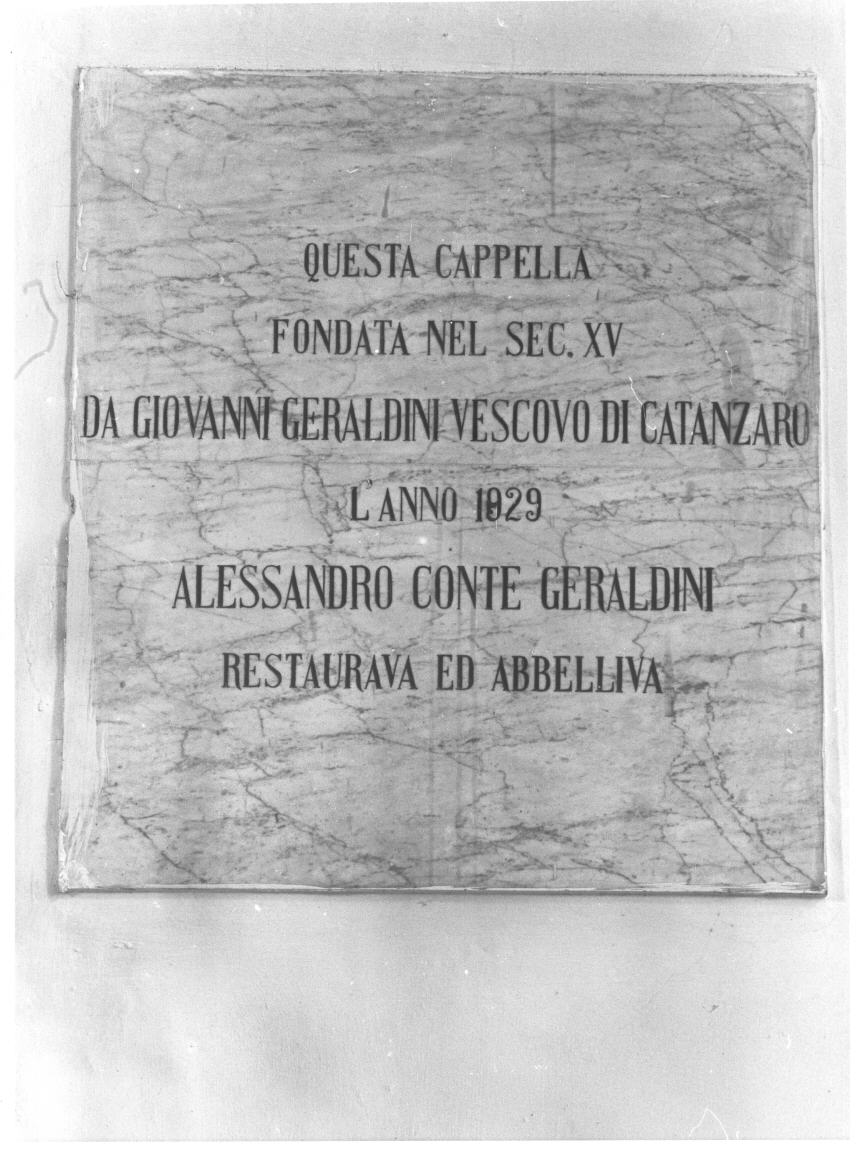 QUESTA CAPPELLA
FONDATA NEL SEC. XV
DA GIOVANNI GERALDINI VESCOVO DI CATANZARO
L'ANNO 1929
ALESSANDRO CONTE GERALDINI
RESTAURAVA ED ABBELLIVA